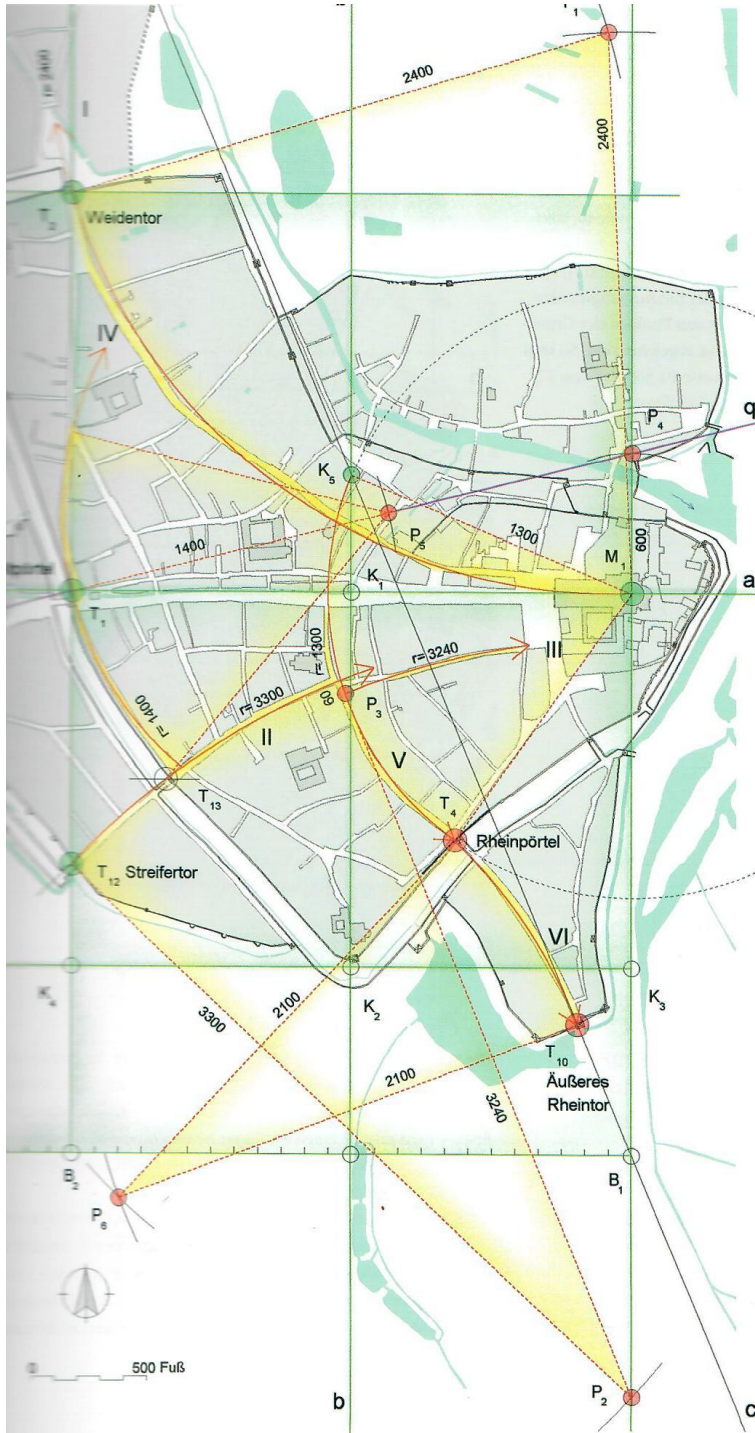 P1
2400
r= 2400
I
2400
T2
Weidentor
IV
q
P4
K5
P5
1300
1400
600
M1
K1
a
T1
r= 1300
r= 3240
III
r= 1400
r= 3300
60
P3
II
V
T13
T4
Rheinpörtel
T12 Streifertor
VI
K4
K2
K3
3300
2100
T10
2100
3240
Äußeres
Rheintor
B2
B1
P6
0
500 Fuß
P2
b
c